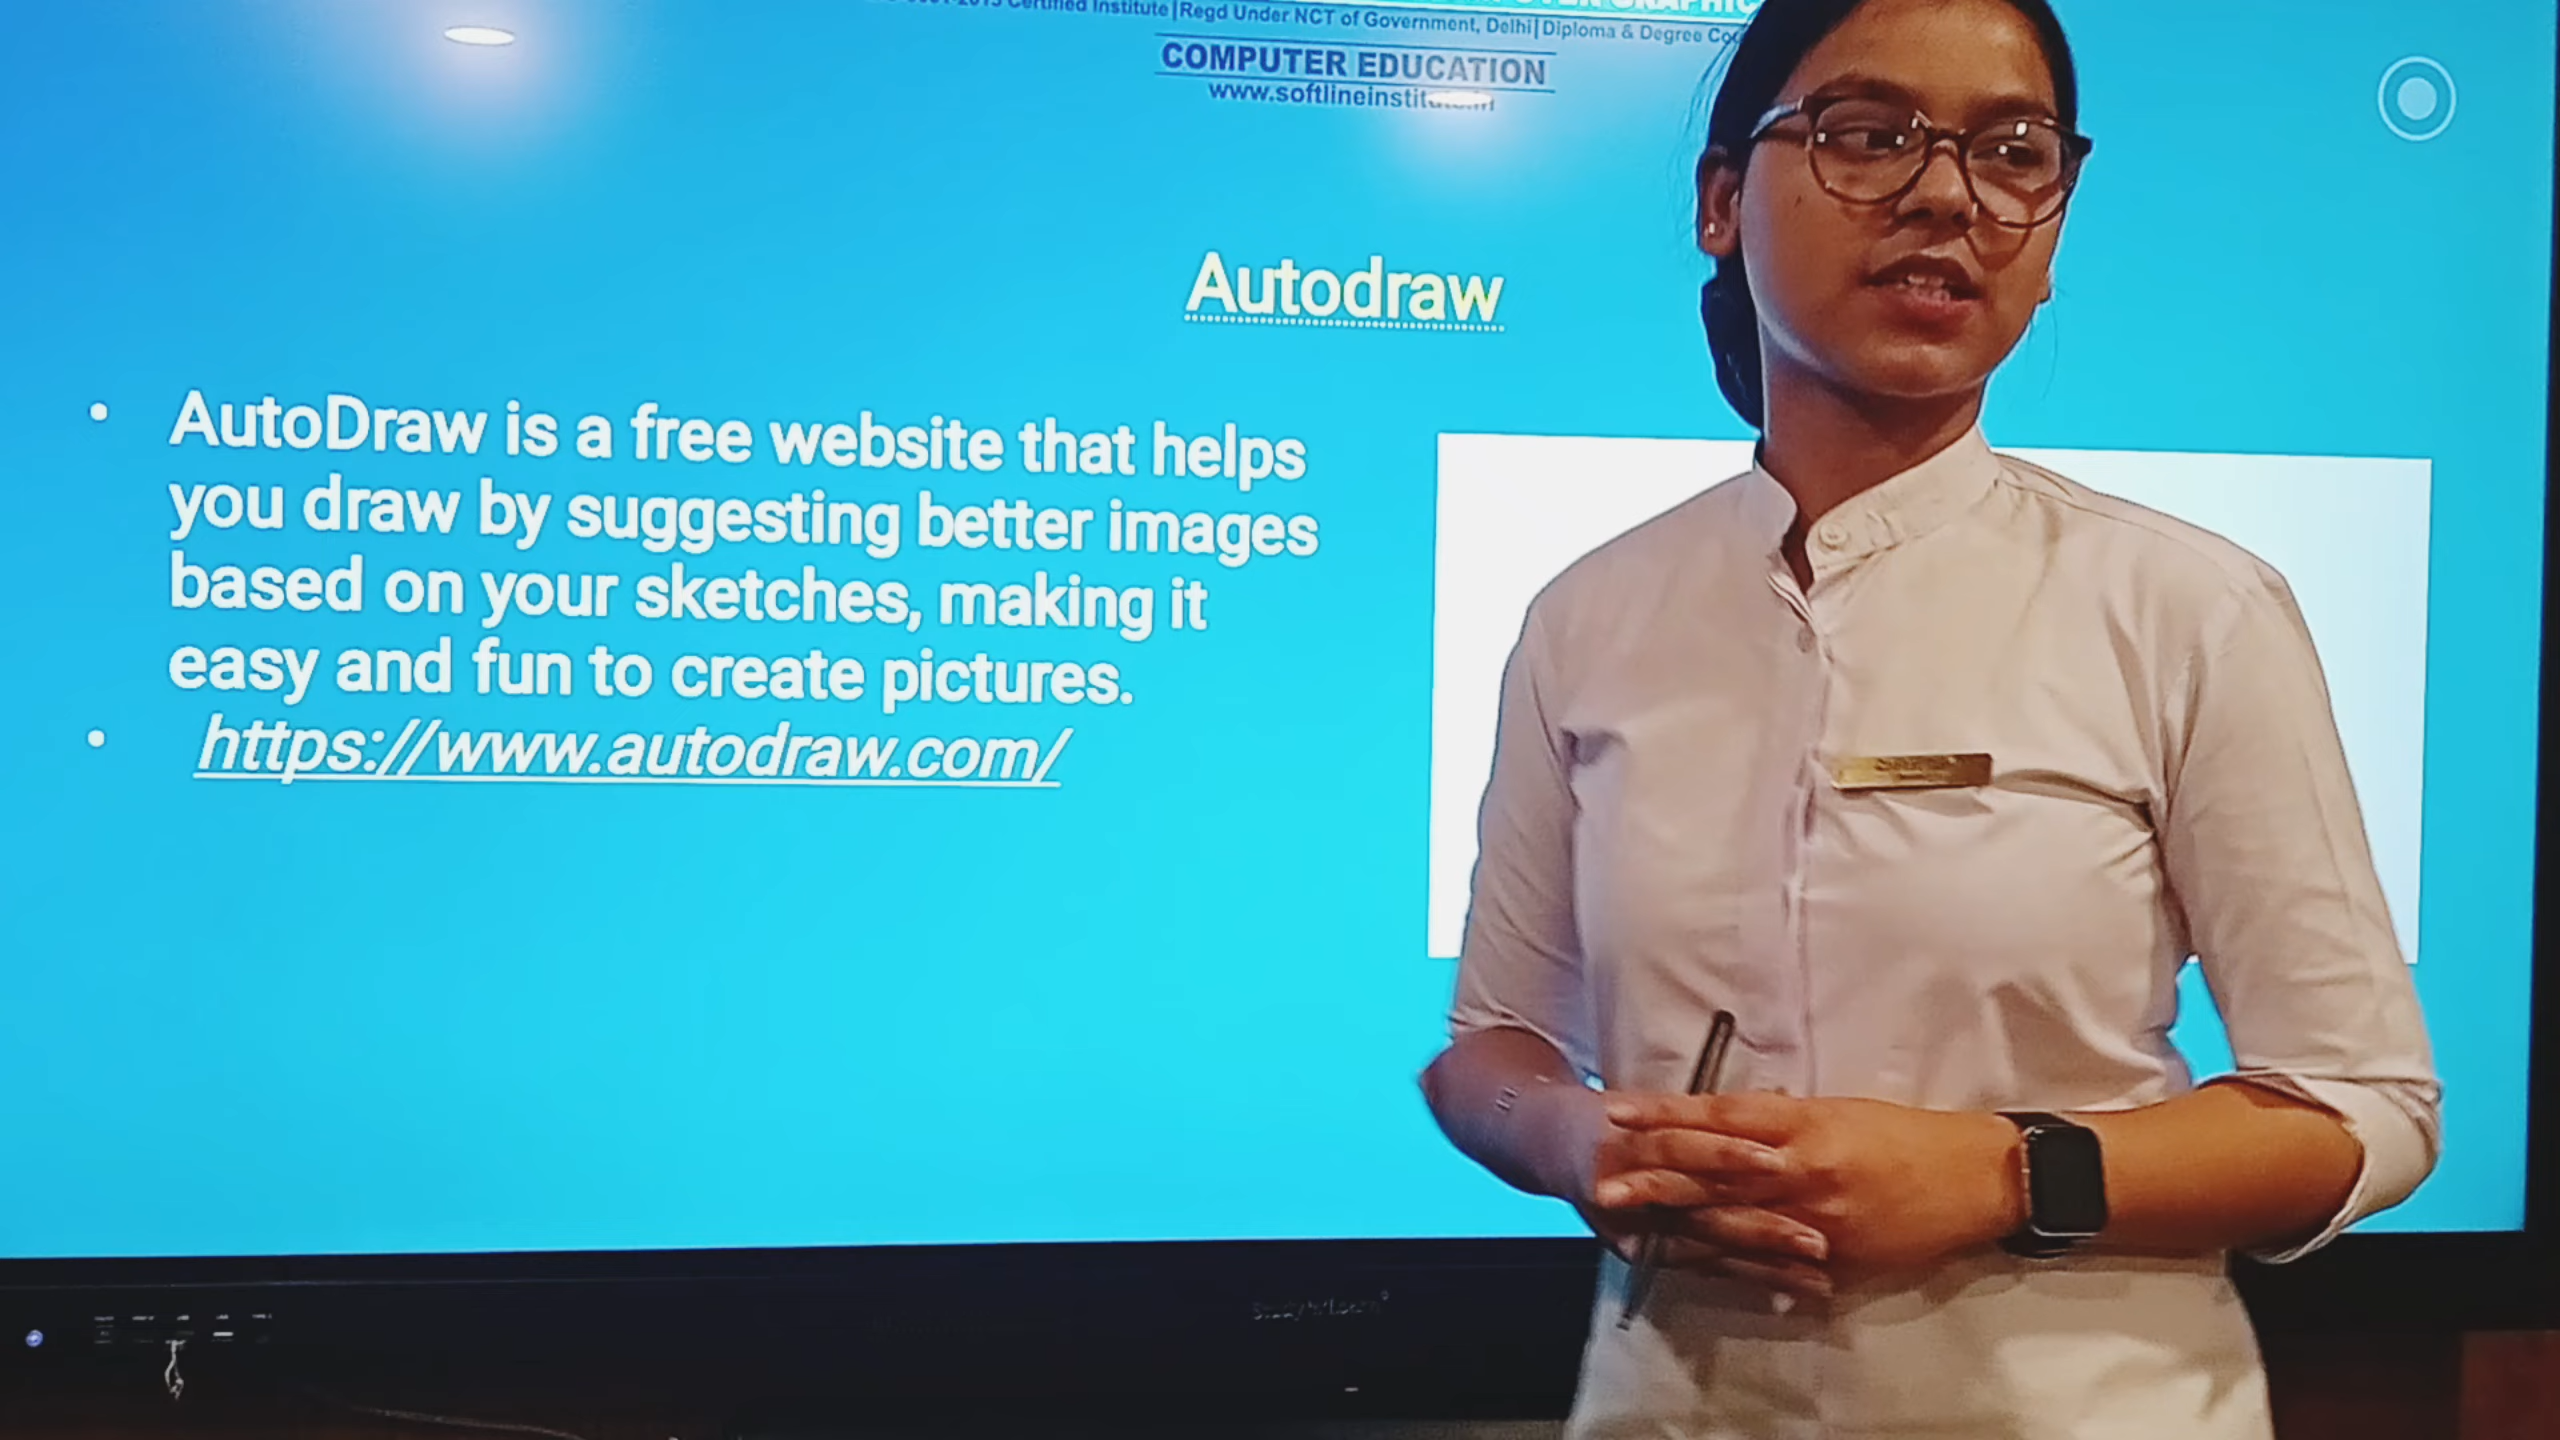 Certified Institute|Regd Under NCT of Government, Delhi|Diploma & Degree
COMPUTER EDUCATION
Autodraw
• AutoDraw is a free website that helps
you draw by suggesting better images
based on your sketches, making it
easy and fun to create pictures.
• https://www.autodraw.com/